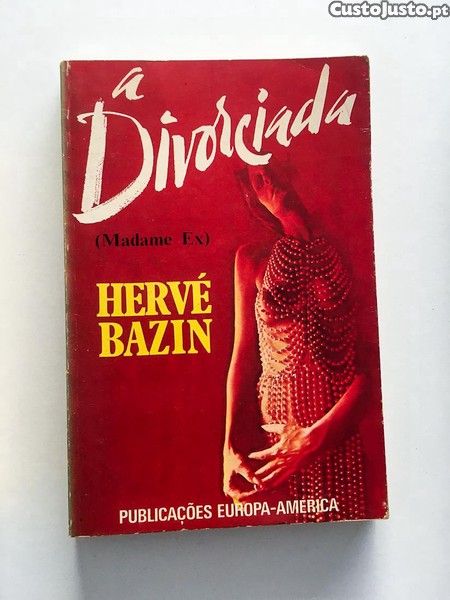 CustoJusto.pt
a
Divorciada
(Madame Ex)
HERVÉ
BAZIN
PUBLICAÇÕES EUROPA-AMÉRICA